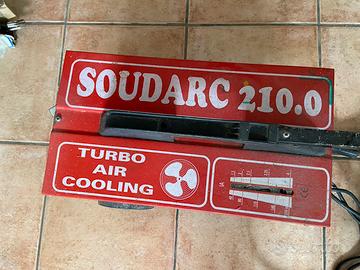 SOUDARC 210.0
TURBO
AIR
COOLING